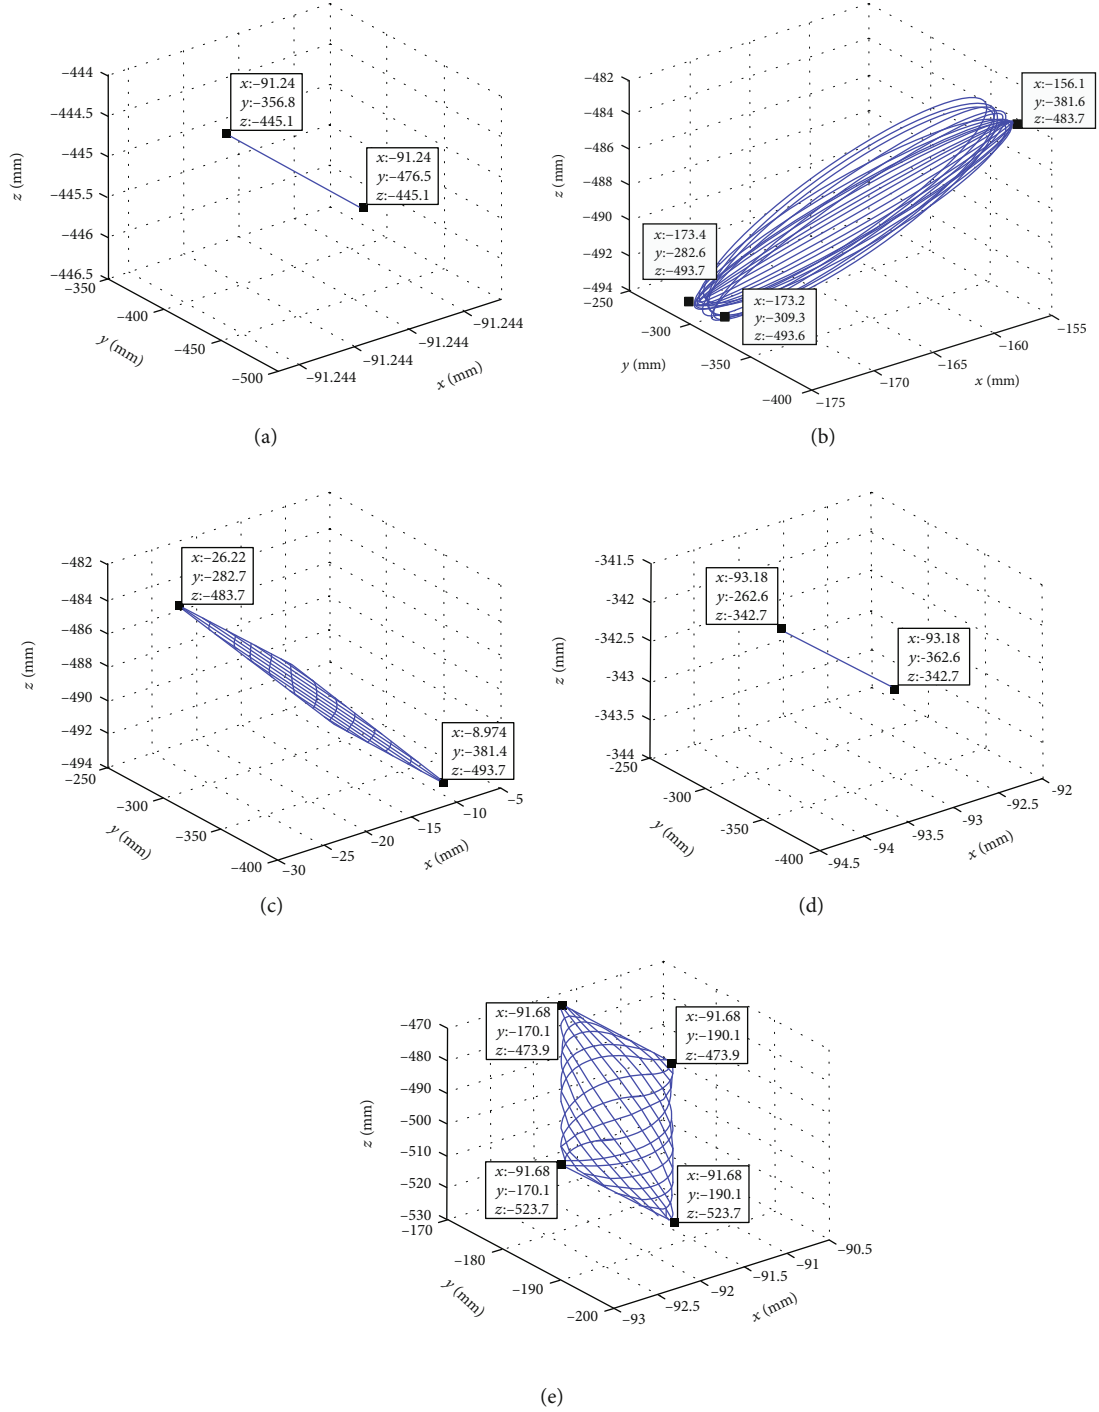 x:–91.24
y:–356.8
z:–445.1
x:–91.24
y:–476.5
z:–445.1
–444
–444.5
–445
–445.5
–446
–446.5
z (mm)
–350
–400
–450
–500
y (mm)
–91.244
–91.244
–91.244
–91.244
x (mm)
(a)
x:–156.1
y:–381.6
z:–483.7
x:–173.4
y:–282.6
z:–493.7
x:–173.2
y:–309.3
z:–493.6
–482
–484
–486
–488
–490
–492
–494
z (mm)
–250
–300
–350
–400
y (mm)
–175
–170
–165
–160
–155
x (mm)
(b)
x:–26.22
y:–282.7
z:–483.7
x:–8.974
y:–381.4
z:–493.7
–482
–484
–486
–488
–490
–492
–494
z (mm)
–250
–300
–350
–400
y (mm)
–30
–25
–20
–15
–10
–5
x (mm)
(c)
x:-93.18
y:-262.6
z:-342.7
x:-93.18
y:-362.6
z:-342.7
-341.5
-342
-342.5
-343
-343.5
-344
z (mm)
-250
-300
-350
-400
y (mm)
-94.5
-94
-93.5
-93
-92.5
-92
x (mm)
(d)
x:–91.68
y:–170.1
z:–473.9
x:–91.68
y:–190.1
z:–473.9
x:–91.68
y:–170.1
z:–523.7
x:–91.68
y:–190.1
z:–523.7
–470
–480
–490
–500
–510
–520
–530
z (mm)
–170
–180
–190
–200
y (mm)
–93
–92.5
–92
–91.5
–91
–90.5
x (mm)
(e)